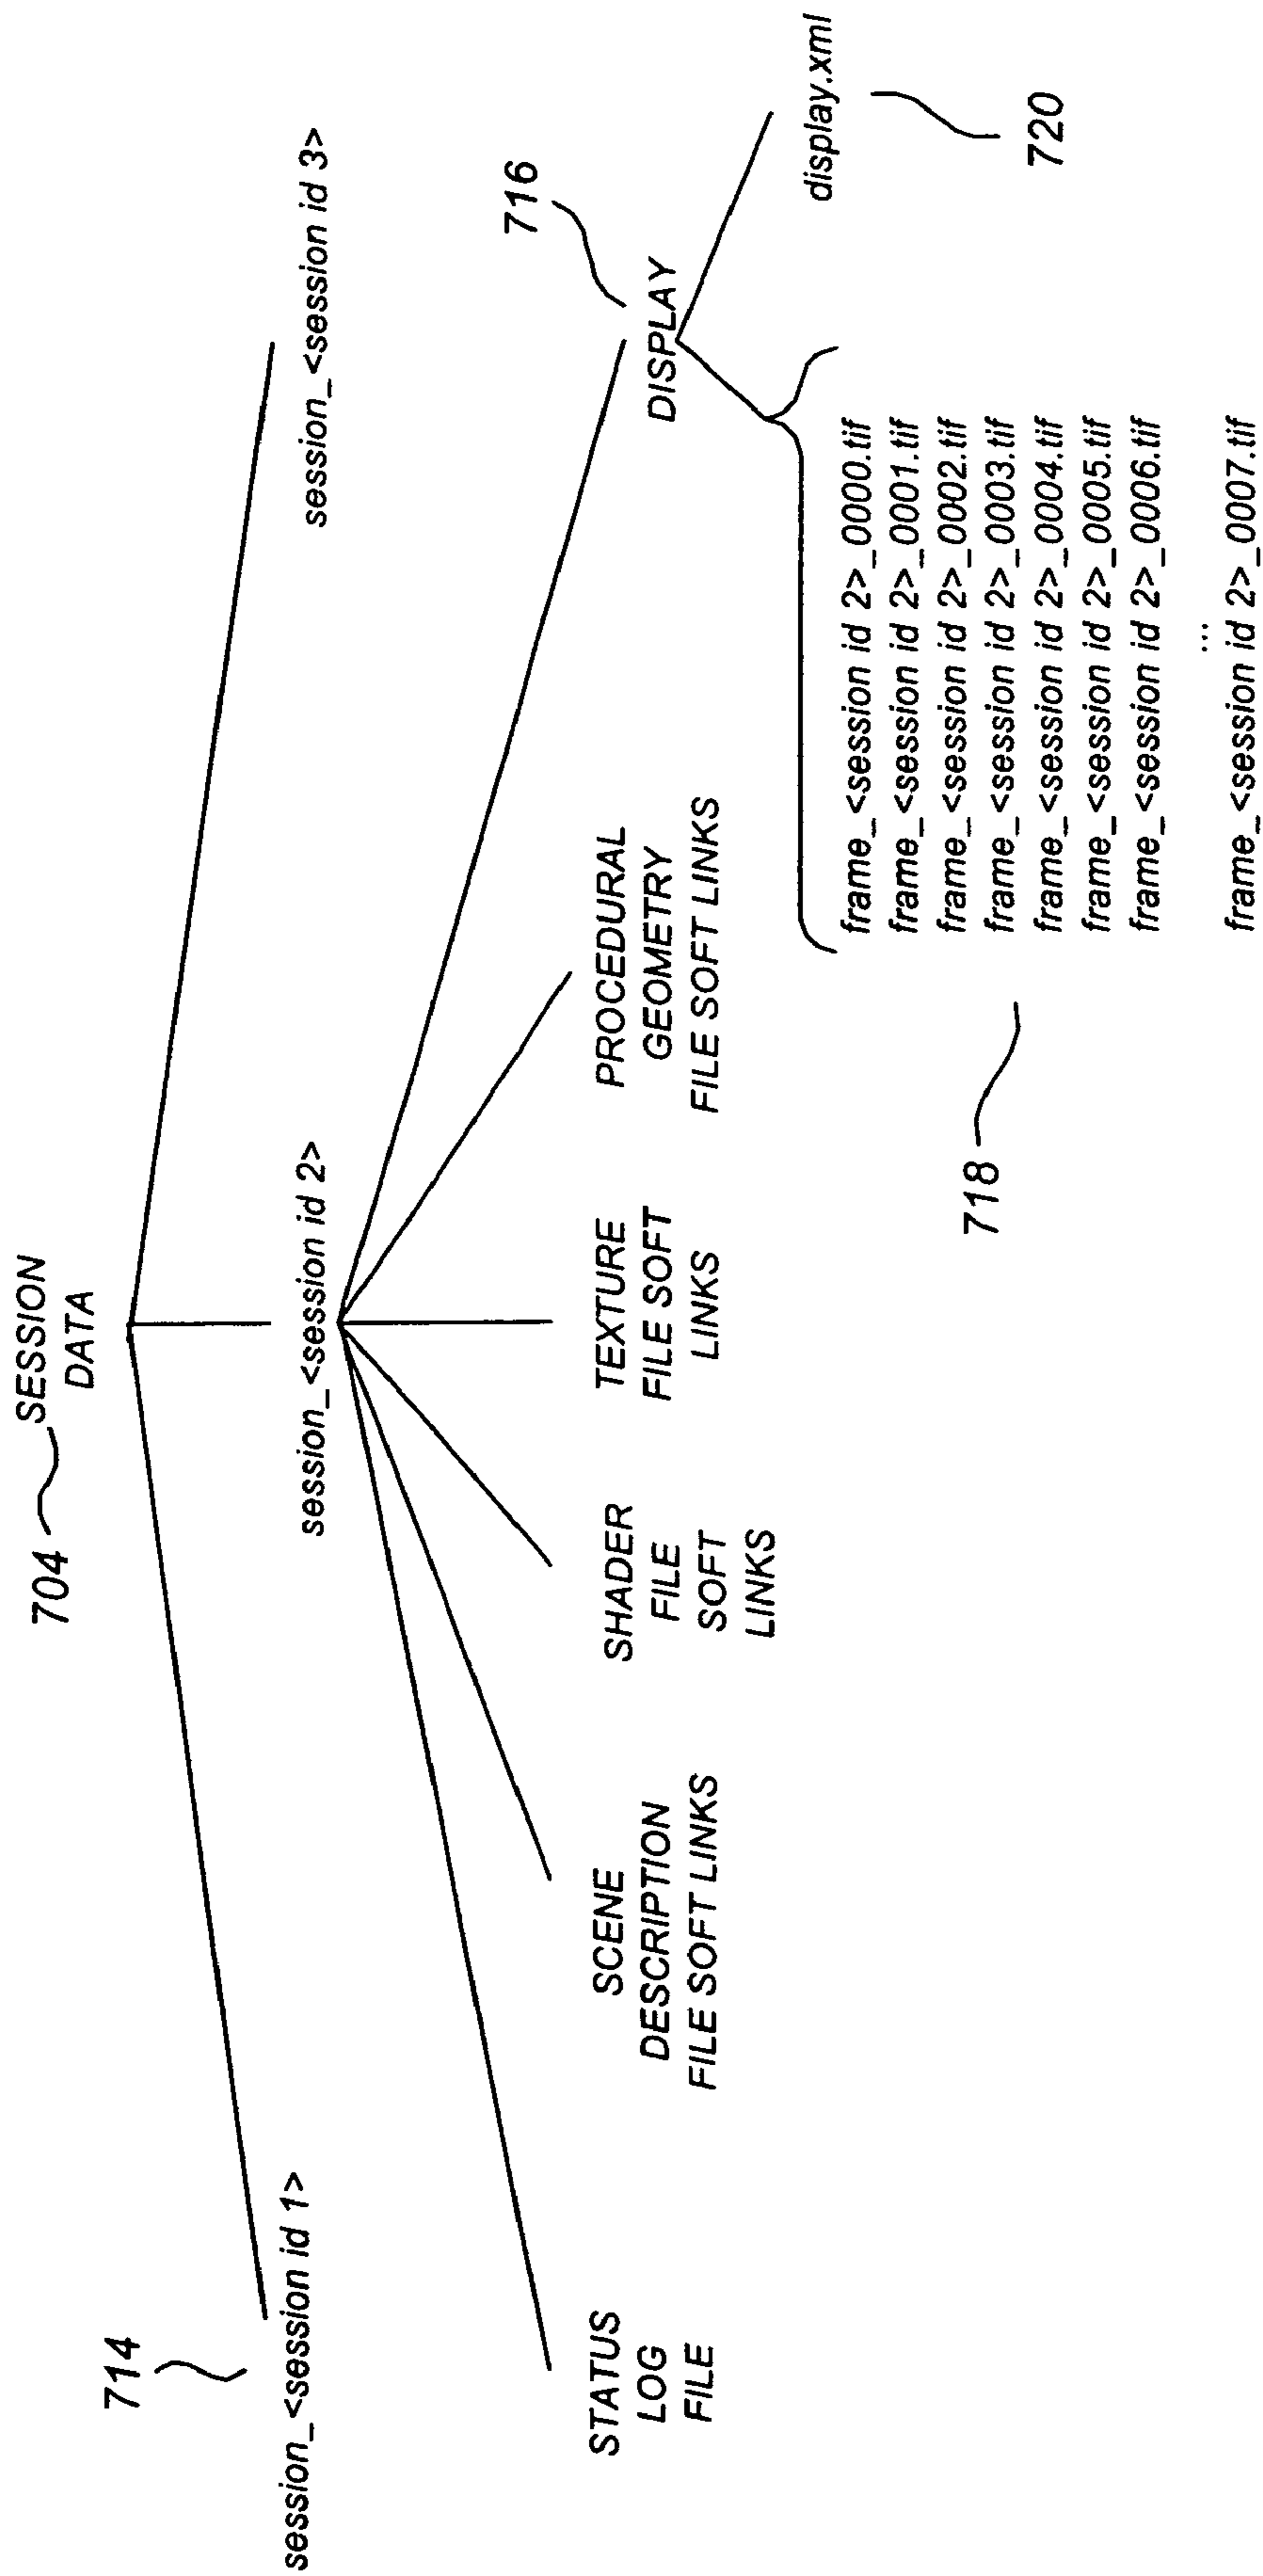 704
SESSION
DATA
714
session_<session id 1>
session_<session id 2>
session_<session id 3>
STATUS
LOG
FILE
SCENE
DESCRIPTION
FILE SOFT LINKS
SHADER
FILE
SOFT
LINKS
TEXTURE
FILE SOFT
LINKS
PROCEDURAL
GEOMETRY
FILE SOFT LINKS
716
DISPLAY
718
frame_<session id 2>_0000.tif
frame_<session id 2>_0001.tif
frame_<session id 2>_0002.tif
frame_<session id 2>_0003.tif
frame_<session id 2>_0004.tif
frame_<session id 2>_0005.tif
frame_<session id 2>_0006.tif
...
frame_<session id 2>_0007.tif
display.xml
720